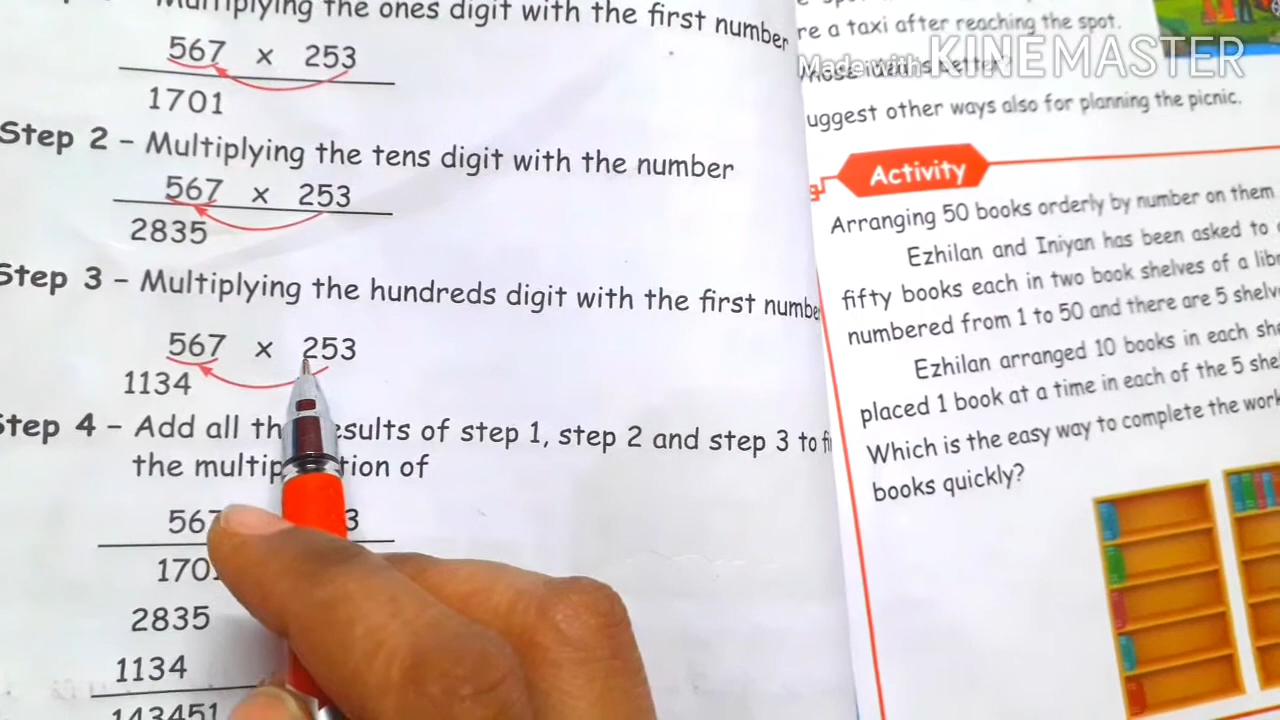 Multiplying the ones digit with the first number
567 x 253
1701
Step 2 – Multiplying the tens digit with the number
567 x 253
2835
Step 3 – Multiplying the hundreds digit with the first number
567 x 253
1134
Step 4 – Add all the results of step 1, step 2 and step 3 to
the multip tion of
567 3
1701
2835
1134
143451
re a taxi after reaching the spot.
Made with KINEMASTER
uggest other ways also for planning the picnic.
Activity
Arranging 50 books orderly by number on them
Ezhilan and Iniyan has been asked to
fifty books each in two book shelves of a
numbered from 1 to 50 and there are 5
Ezhilan arranged 10 books in each
placed 1 book at a time in each of the 5
Which is the easy way to complete the
books quickly?